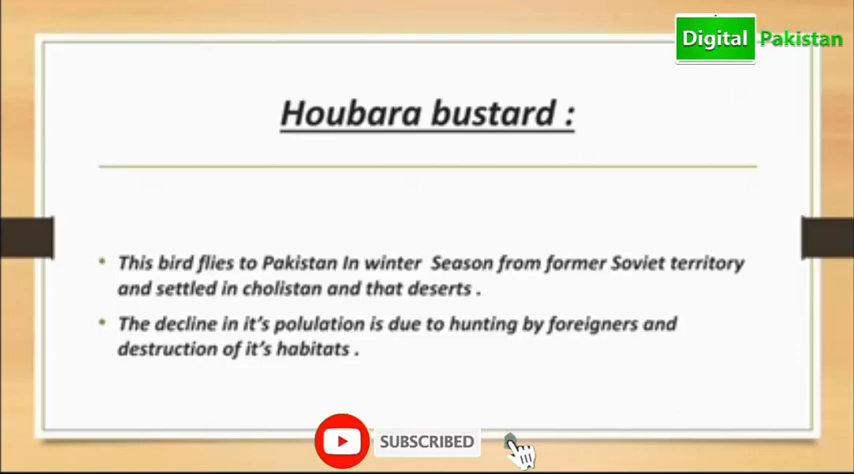 Digital Pakistan
Houbara bustard :
• This bird flies to Pakistan In winter Season from former Soviet territory
and settled in cholistan and that deserts .
• The decline in it's polulation is due to hunting by foreigners and
destruction of it's habitats .
SUBSCRIBED